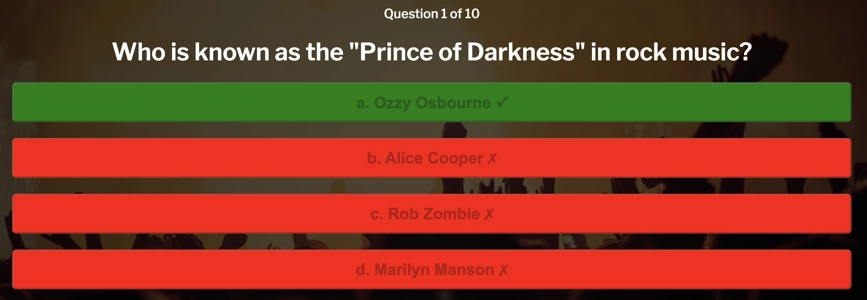 Question 1 of 10
Who is known as the "Prince of Darkness" in rock music?
a. Ozzy Osbourne ✓
b. Alice Cooper ✗
c. Rob Zombie ✗
d. Marilyn Manson ✗